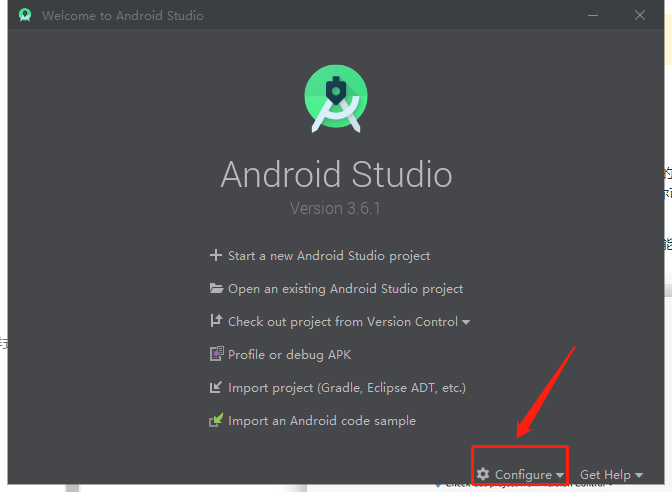 Welcome to Android Studio
Android Studio
Version 3.6.1
Start a new Android Studio project
Open an existing Android Studio project
Check out project from Version Control
Profile or debug APK
Import project (Gradle, Eclipse ADT, etc.)
Import an Android code sample
Configure
Get Help
的
能